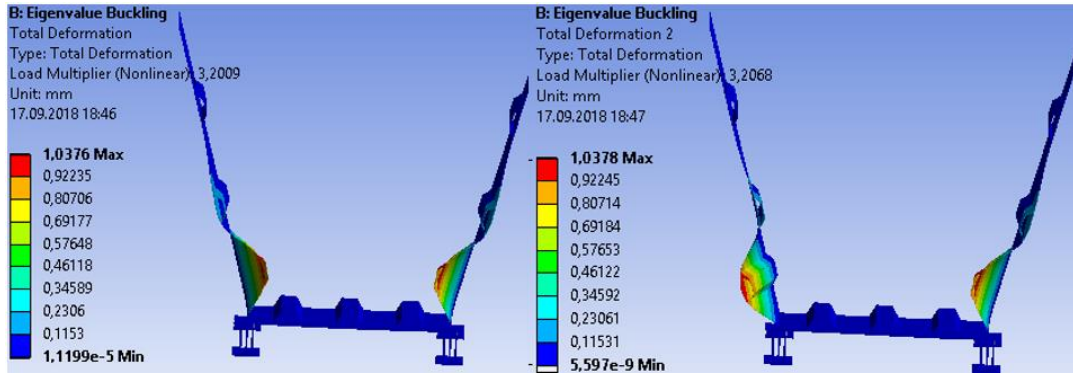 B: Eigenvalue Buckling
Total Deformation
Type: Total Deformation
Load Multiplier (Nonlinear): 3,2009
Unit: mm
17.09.2018 18:46
1,0376 Max
0,92235
0,80706
0,69177
0,57648
0,46118
0,34589
0,2306
0,1153
1,1199e-5 Min
B: Eigenvalue Buckling
Total Deformation 2
Type: Total Deformation
Load Multiplier (Nonlinear): 3,2068
Unit: mm
17.09.2018 18:47
1,0378 Max
0,92245
0,80714
0,69184
0,57653
0,46122
0,34592
0,23061
0,11531
5,597e-9 Min